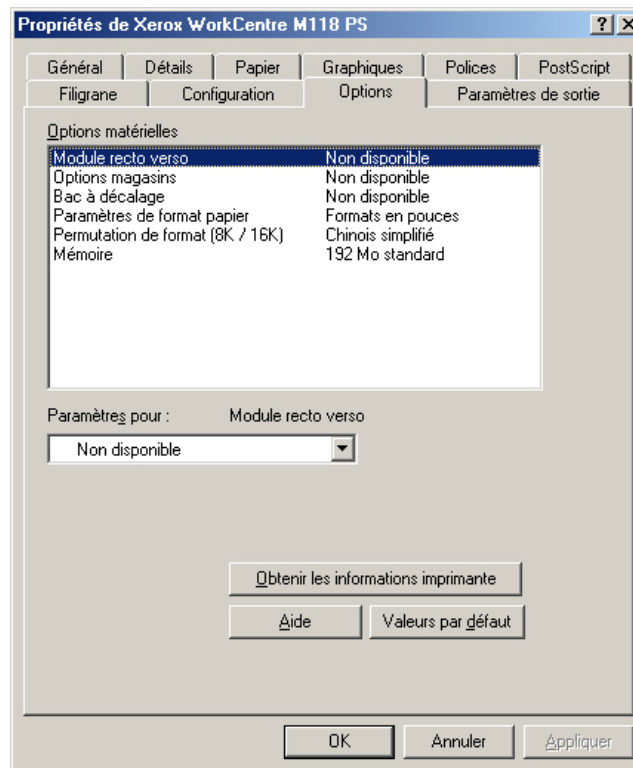 Propriétés de Xerox WorkCentre M118 PS
Général Détails Papier Graphiques Polices PostScript
Filigrane Configuration Options Paramètres de sortie
Options matérielles
Module recto verso Non disponible
Options magasins Non disponible
Bac à décalage Non disponible
Paramètres de format papier Formats en pouces
Permutation de format (8K / 16K) Chinois simplifié
Mémoire 192 Mo standard
Paramètres pour : Module recto verso
Non disponible
Obtenir les informations imprimante
Aide Valeurs par défaut
OK Annuler Appliquer